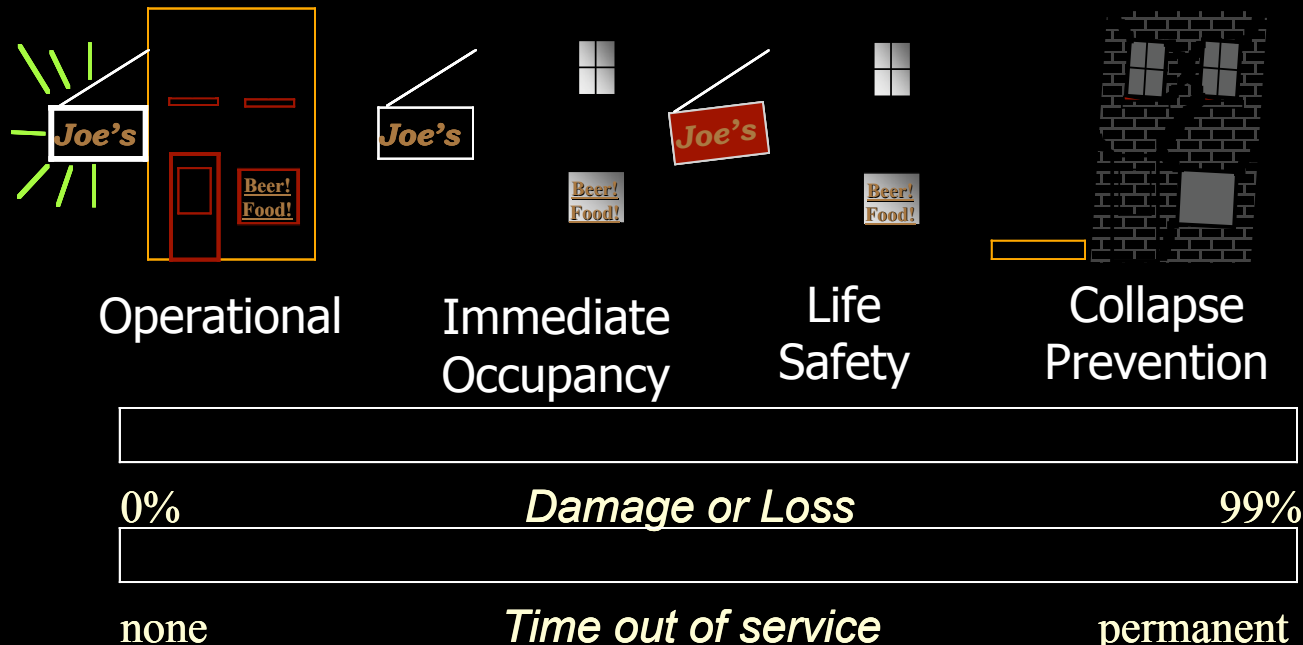 Joe's
Beer!
Food!
Joe's
Beer!
Food!
Joe's
Beer!
Food!
Operational
Immediate
Occupancy
Life
Safety
Collapse
Prevention
0%
Damage or Loss
99%
none
Time out of service
permanent